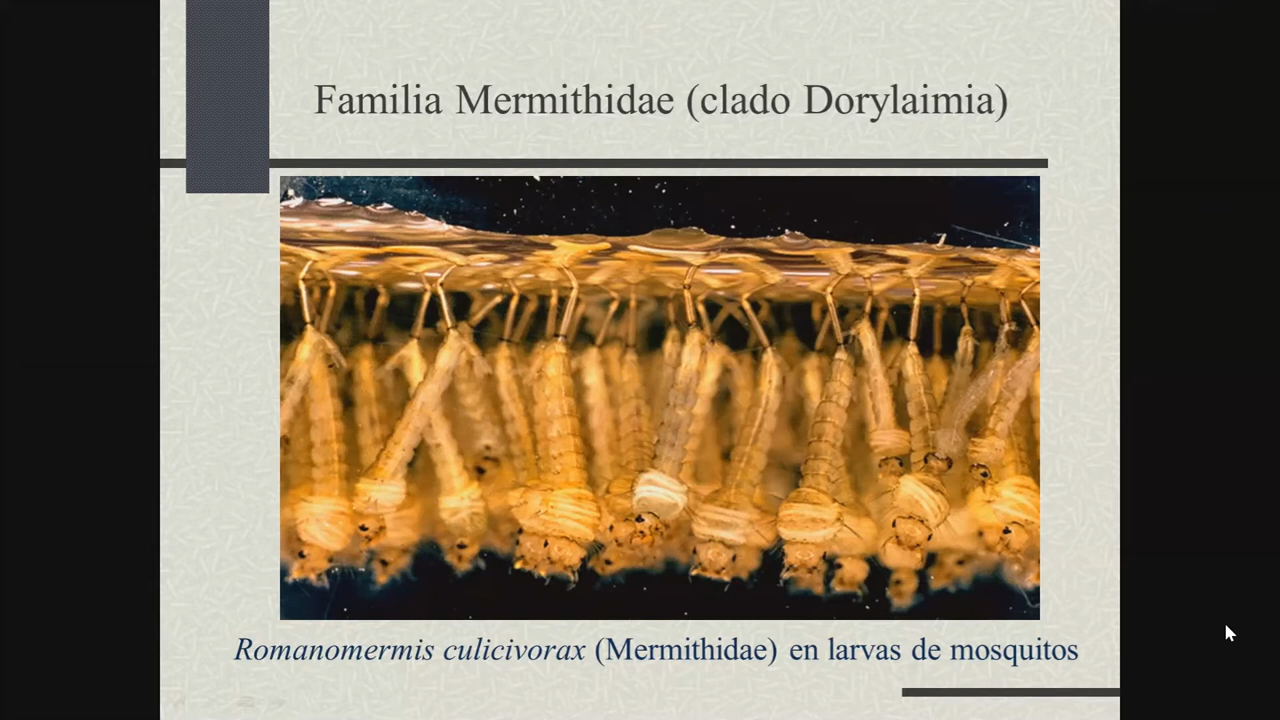 Familia Mermithidae (clado Dorylaimia)
Romanomermis culicivorax (Mermithidae) en larvas de mosquitos